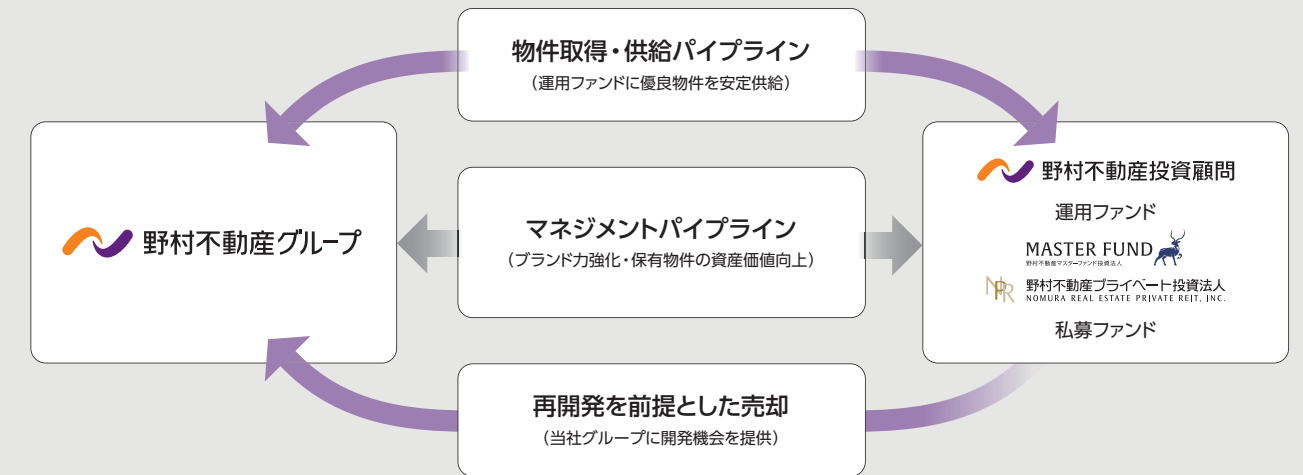 物件取得・供給パイプライン
（運用ファンドに優良物件を安定供給）
野村不動産グループ
マネジメントパイプライン
（ブランド力強化・保有物件の資産価値向上）
野村不動産投資顧問
運用ファンド
MASTER FUND
野村不動産マスターファンド投資法人
NPR
野村不動産プライベート投資法人
NOMURA REAL ESTATE PRIVATE REIT, INC.
私募ファンド
再開発を前提とした売却
（当社グループに開発機会を提供）